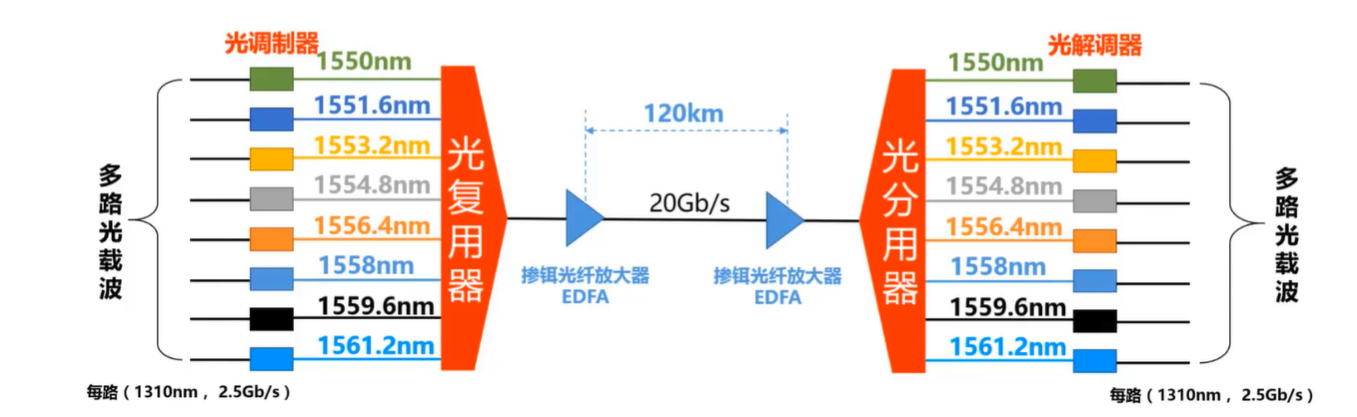 光调制器
光解调器
1550nm
1550nm
1551.6nm
1551.6nm
120km
1553.2nm
1553.2nm
1554.8nm
1554.8nm
20Gb/s
1556.4nm
1556.4nm
1558nm
1558nm
1559.6nm
1559.6nm
1561.2nm
1561.2nm
多路光载波
光复用器
掺铒光纤放大器
EDFA
掺铒光纤放大器
EDFA
光分用器
多路光载波
每路（1310nm ，2.5Gb/s）
每路（1310nm ，2.5Gb/s）